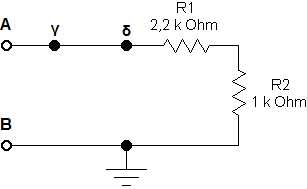 R1
2,2 k Ohm
A
γ
δ
R2
1 k Ohm
B